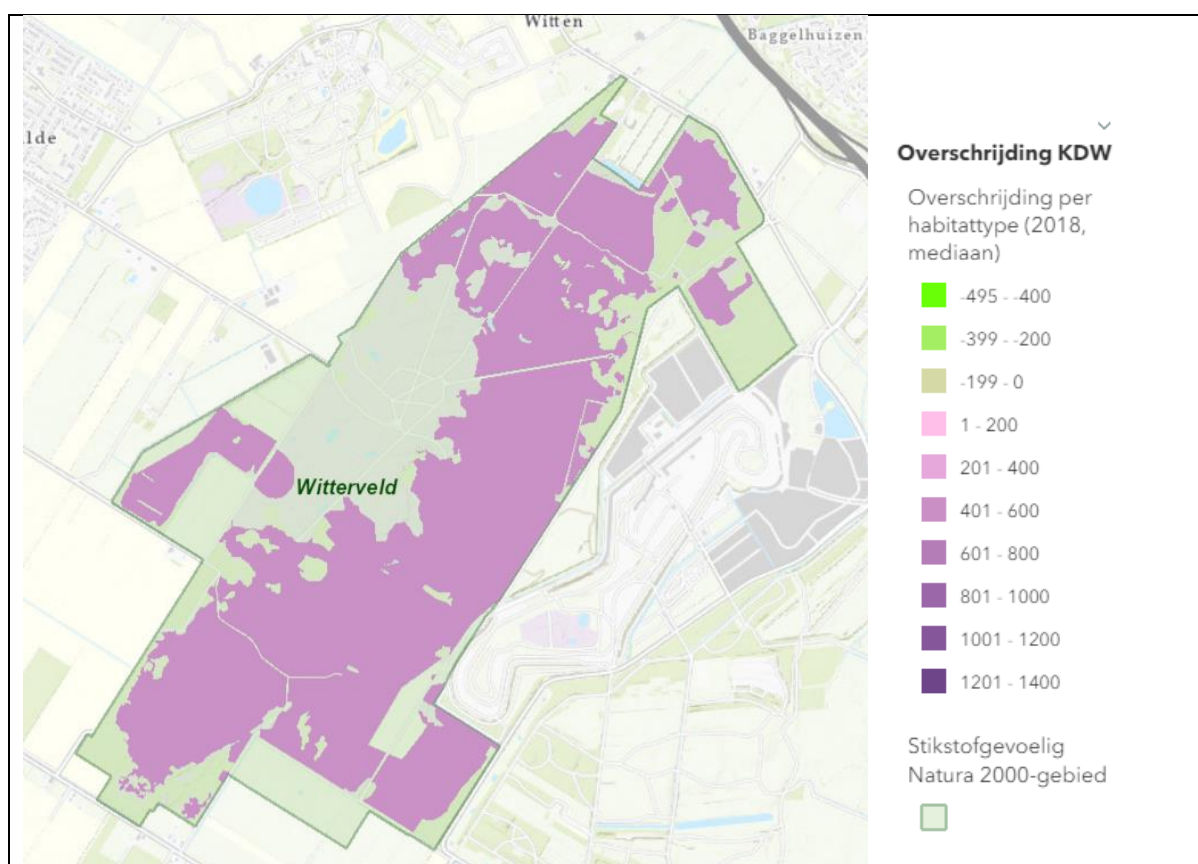 Witten
Baggelhuizen
lde
Witterveld
Overschrijding KDW
Overschrijding per
habitattype (2018,
mediaan)
-495 - -400
-399 - -200
-199 - 0
1 - 200
201 - 400
401 - 600
601 - 800
801 - 1000
1001 - 1200
1201 - 1400
Stikstofgevoelig
Natura 2000-gebied